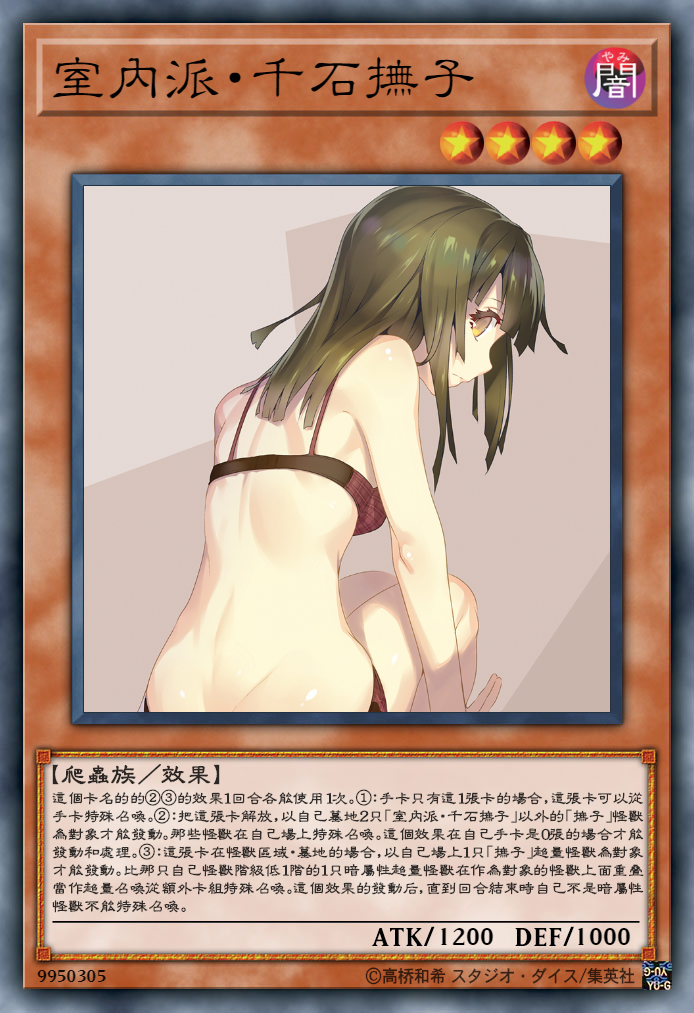 室內派・千石撫子
やみ
闇
【爬蟲族／效果】
這個卡名的的②③的效果1回合各能使用1次。①：手卡只有這1張卡的場合，這張卡可以從
手卡特殊召喚。②：把這張卡解放，以自己墓地2只「室內派・千石撫子」以外的「撫子」怪獸
為對象才能發動。那些怪獸在自己場上特殊召喚。這個效果在自己手卡是0張的場合才能
發動和處理。③：這張卡在怪獸區域・墓地的場合，以自己場上1只「撫子」超量怪獸為對象
才能發動。比那只自己怪獸階級低1階的1只暗屬性超量怪獸在作為對象的怪獸上面重疊
當作超量召喚從額外卡組特殊召喚。這個效果的發動后，直到回合結束時自己不是暗屬性
怪獸不能特殊召喚。
ATK/1200 DEF/1000
9950305
©高桥和希 スタジオ・ダイス/集英社
YU-G
YU-G